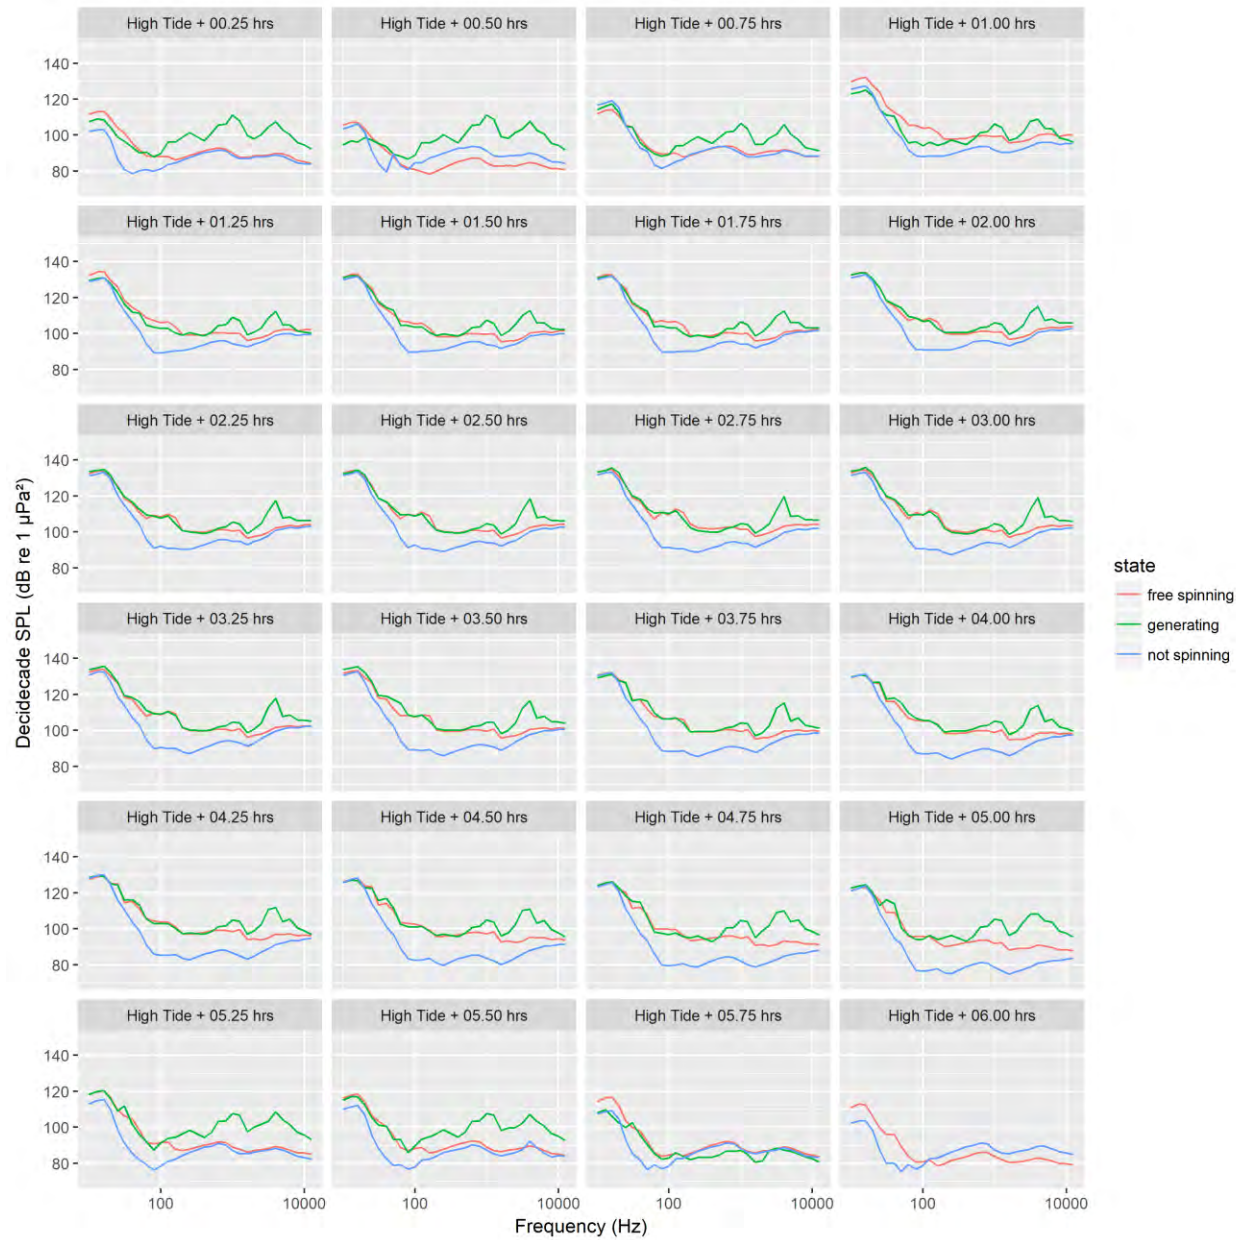 High Tide + 00.25 hrs High Tide + 00.50 hrs High Tide + 00.75 hrs High Tide + 01.00 hrs
140
120
100
80
High Tide + 01.25 hrs High Tide + 01.50 hrs High Tide + 01.75 hrs High Tide + 02.00 hrs
140
120
100
80
High Tide + 02.25 hrs High Tide + 02.50 hrs High Tide + 02.75 hrs High Tide + 03.00 hrs
140
120
100
80
Decidecade SPL (dB re 1 µPa²)
High Tide + 03.25 hrs High Tide + 03.50 hrs High Tide + 03.75 hrs High Tide + 04.00 hrs
140
120
100
80
High Tide + 04.25 hrs High Tide + 04.50 hrs High Tide + 04.75 hrs High Tide + 05.00 hrs
140
120
100
80
High Tide + 05.25 hrs High Tide + 05.50 hrs High Tide + 05.75 hrs High Tide + 06.00 hrs
140
120
100
80
100 10000 100 10000 100 10000 100 10000
Frequency (Hz)
state
free spinning
generating
not spinning